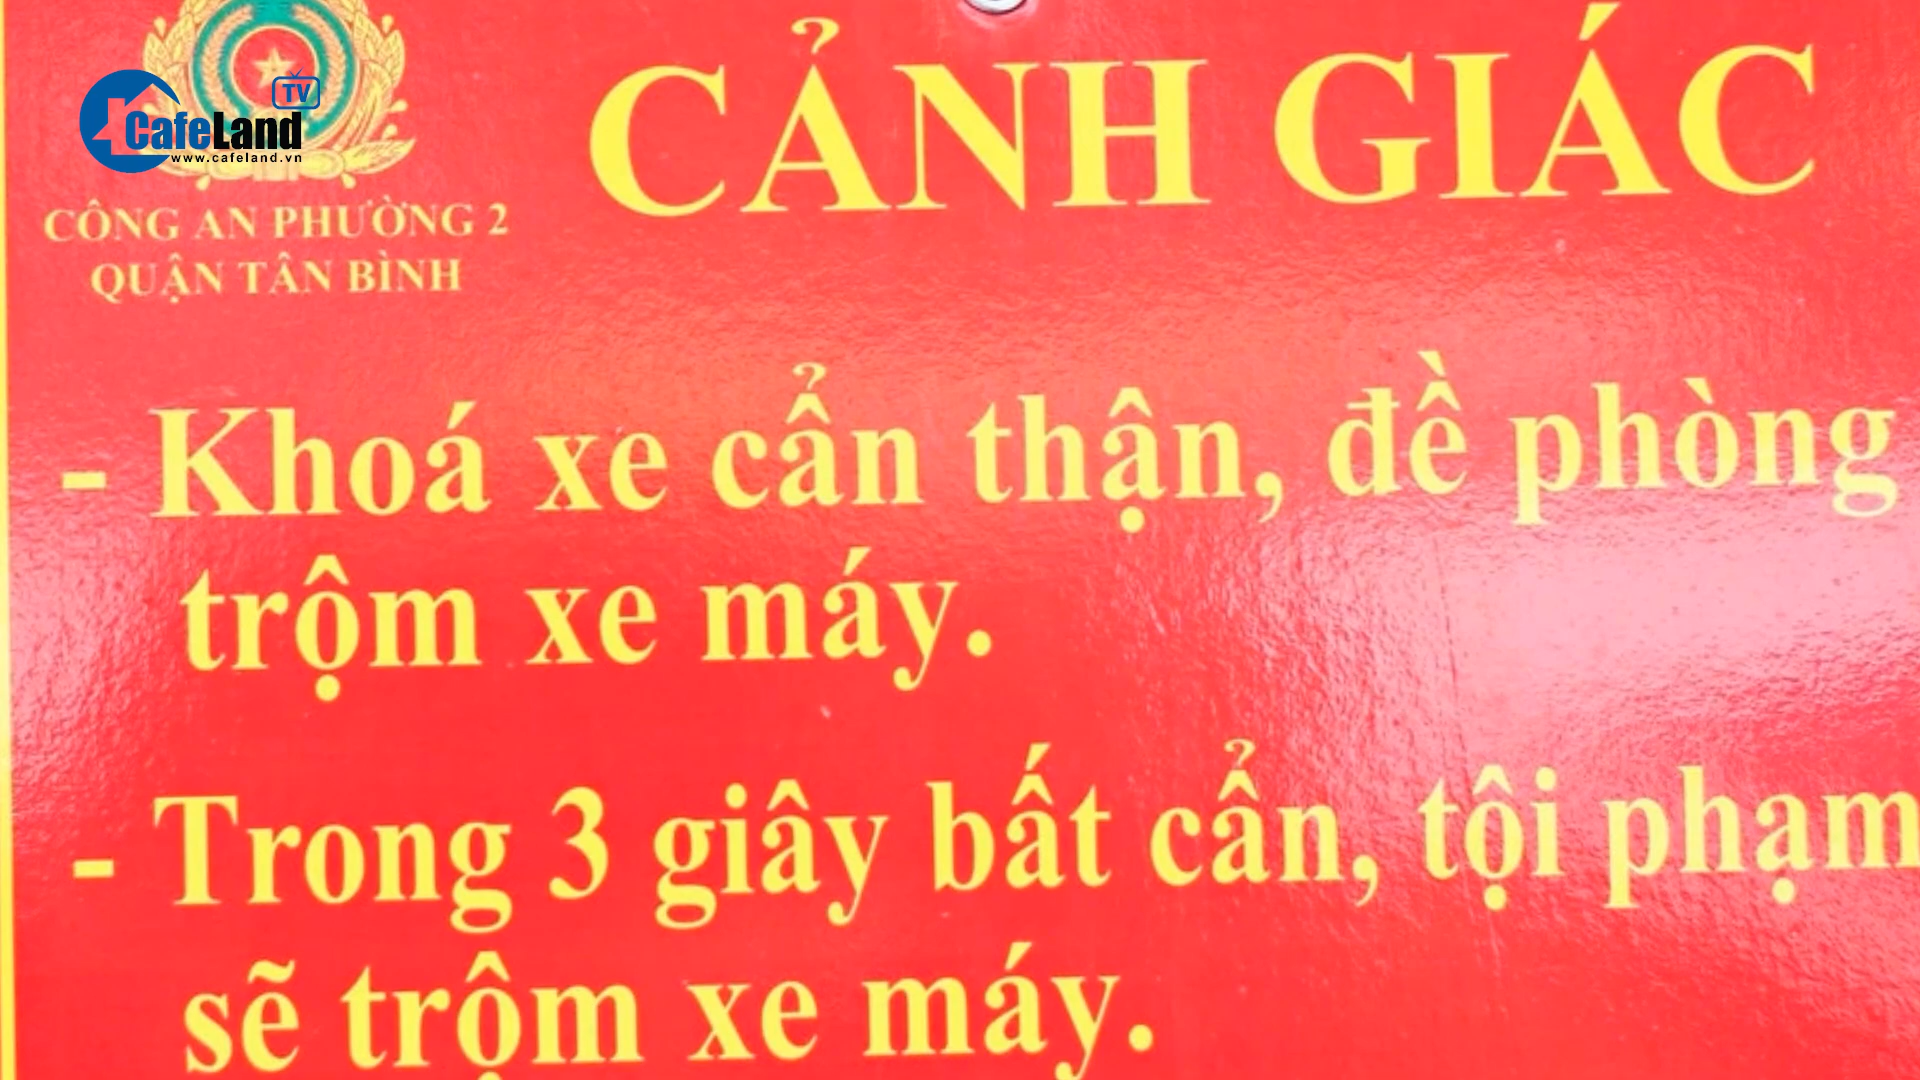 TV
CafeLand
www.cafeland.vn
CÔNG AN PHƯỜNG 2
QUẬN TÂN BÌNH
CẢNH GIÁC
- Khoá xe cẩn thận, đề phòng
trộm xe máy.
- Trong 3 giây bất cẩn, tội phạm
sẽ trộm xe máy.